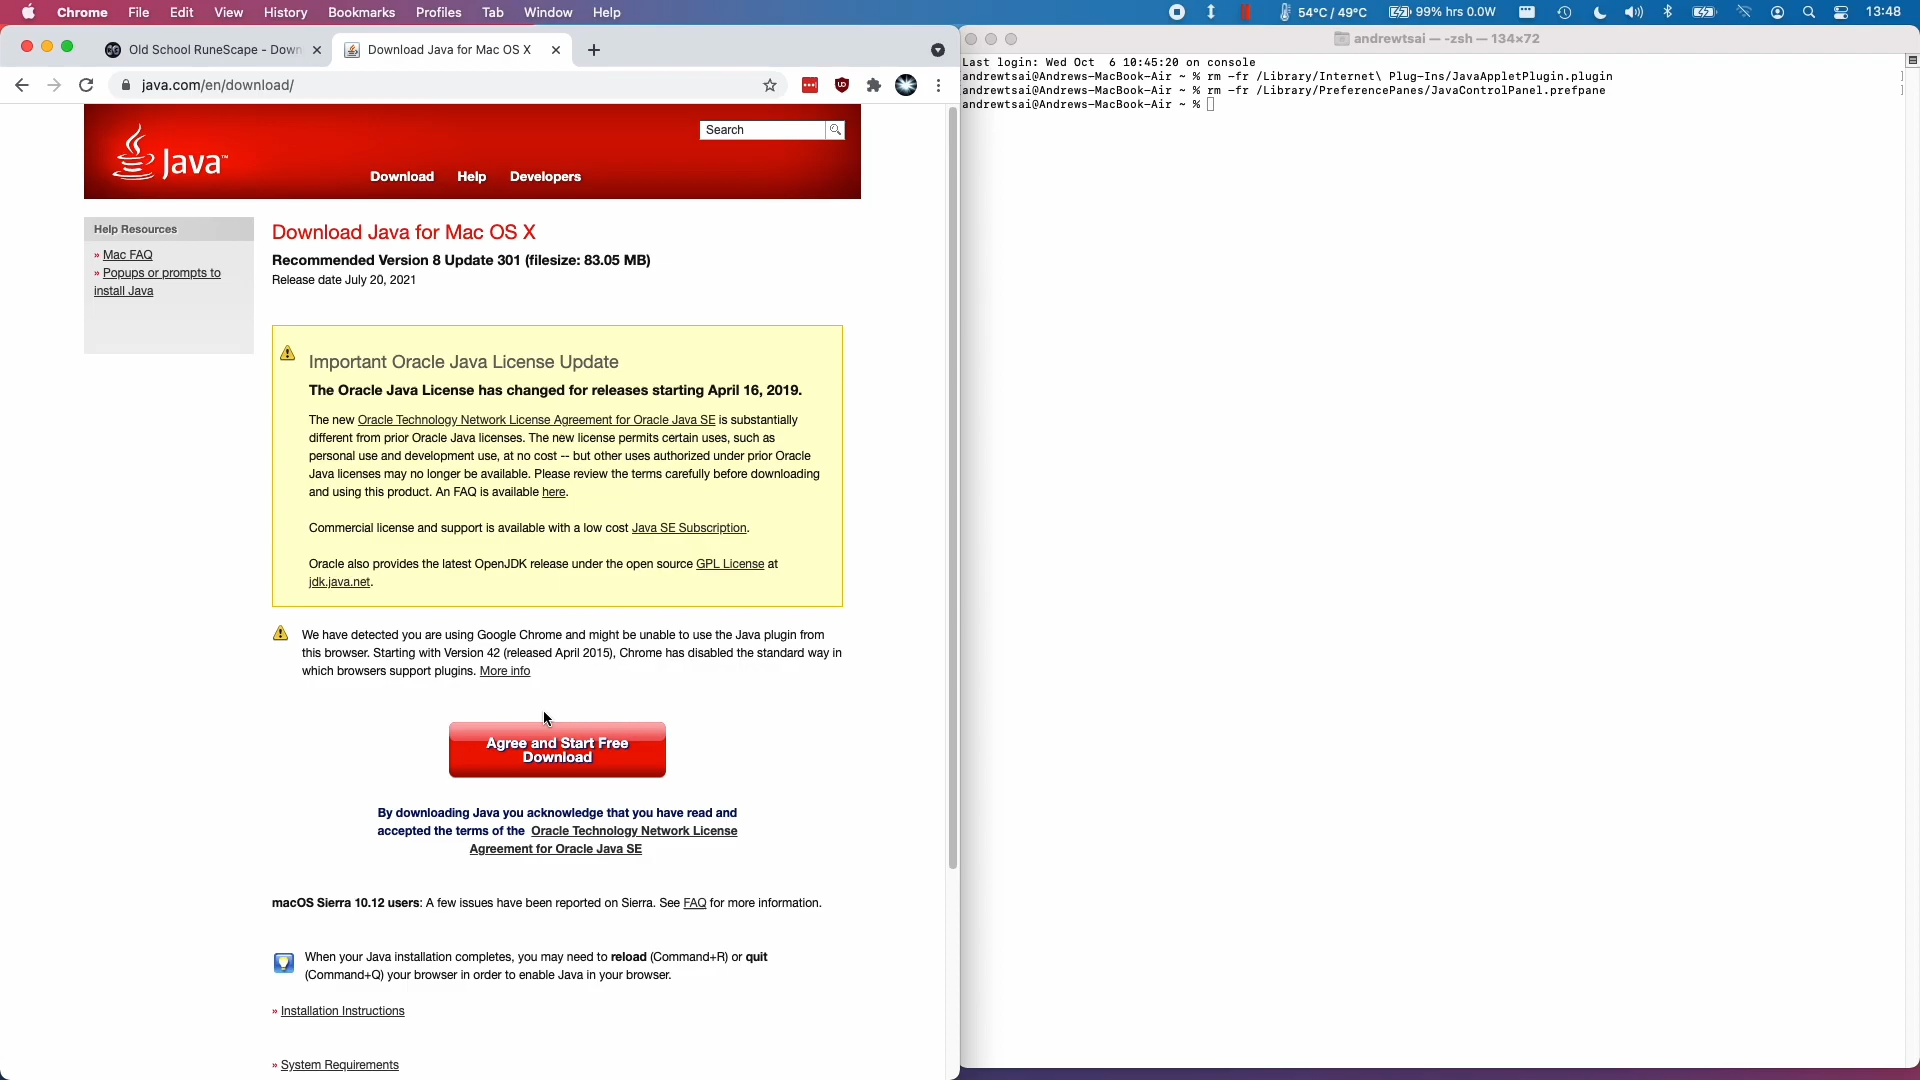 Chrome File Edit View History Bookmarks Profiles Tab Window Help 54°C / 49°C 99% hrs 0.0W 13:48
Old School RuneScape - Down
Download Java for Mac OS X
java.com/en/download/
Java™
Search
Download Help Developers
Help Resources
» Mac FAQ
» Popups or prompts to
install Java
Download Java for Mac OS X
Recommended Version 8 Update 301 (filesize: 83.05 MB)
Release date July 20, 2021
Important Oracle Java License Update
The Oracle Java License has changed for releases starting April 16, 2019.
The new Oracle Technology Network License Agreement for Oracle Java SE is substantially
different from prior Oracle Java licenses. The new license permits certain uses, such as
personal use and development use, at no cost -- but other uses authorized under prior Oracle
Java licenses may no longer be available. Please review the terms carefully before downloading
and using this product. An FAQ is available here.
Commercial license and support is available with a low cost Java SE Subscription.
Oracle also provides the latest OpenJDK release under the open source GPL License at
jdk.java.net.
We have detected you are using Google Chrome and might be unable to use the Java plugin from
this browser. Starting with Version 42 (released April 2015), Chrome has disabled the standard way in
which browsers support plugins. More info
Agree and Start Free
Download
By downloading Java you acknowledge that you have read and
accepted the terms of the Oracle Technology Network License
Agreement for Oracle Java SE
macOS Sierra 10.12 users: A few issues have been reported on Sierra. See FAQ for more information.
When your Java installation completes, you may need to reload (Command+R) or quit
(Command+Q) your browser in order to enable Java in your browser.
» Installation Instructions
» System Requirements
andrewtsai — -zsh — 134×72
Last login: Wed Oct  6 10:45:20 on console
andrewtsai@Andrews-MacBook-Air ~ % rm -fr /Library/Internet\ Plug-Ins/JavaAppletPlugin.plugin
andrewtsai@Andrews-MacBook-Air ~ % rm -fr /Library/PreferencePanes/JavaControlPanel.prefpane
andrewtsai@Andrews-MacBook-Air ~ %